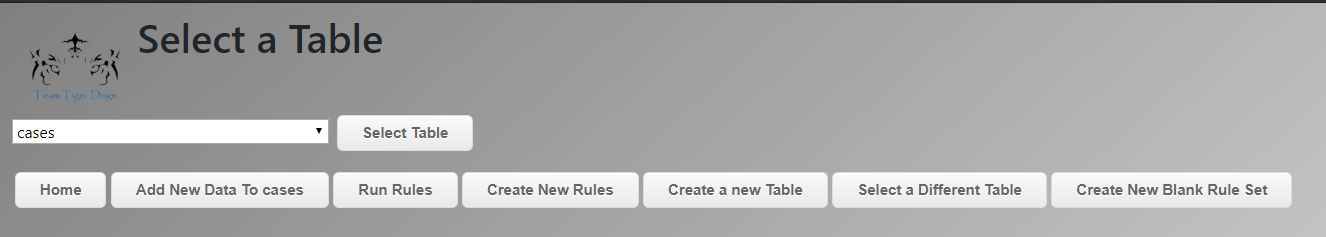 Select a Table
Team Tiger Dogs
cases
Select Table
Home
Add New Data To cases
Run Rules
Create New Rules
Create a new Table
Select a Different Table
Create New Blank Rule Set